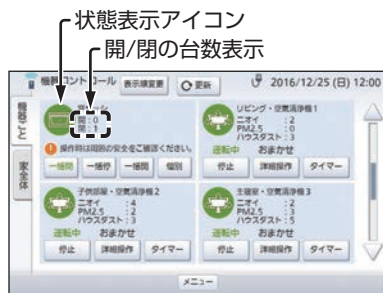 状態表示アイコン
開/閉の台数表示
機器コントロール 表示順変更 更新 2016/12/25 (日) 12:00
機器ごと
家全体
開:0
閉:1
操作時は周囲の安全をご確認ください。
一括開 一括停 一括閉 個別
リビング・空気清浄機1
ニオイ :2
PM2.5 :0
ハウスダスト:3
運転中 おまかせ
停止 詳細操作 タイマー
子供部屋・空気清浄機2
ニオイ :4
PM2.5 :2
ハウスダスト:3
運転中 おまかせ
停止 詳細操作 タイマー
主寝室・空気清浄機3
ニオイ :2
PM2.5 :3
ハウスダスト:5
運転中 おまかせ
停止 詳細操作 タイマー
メニュー